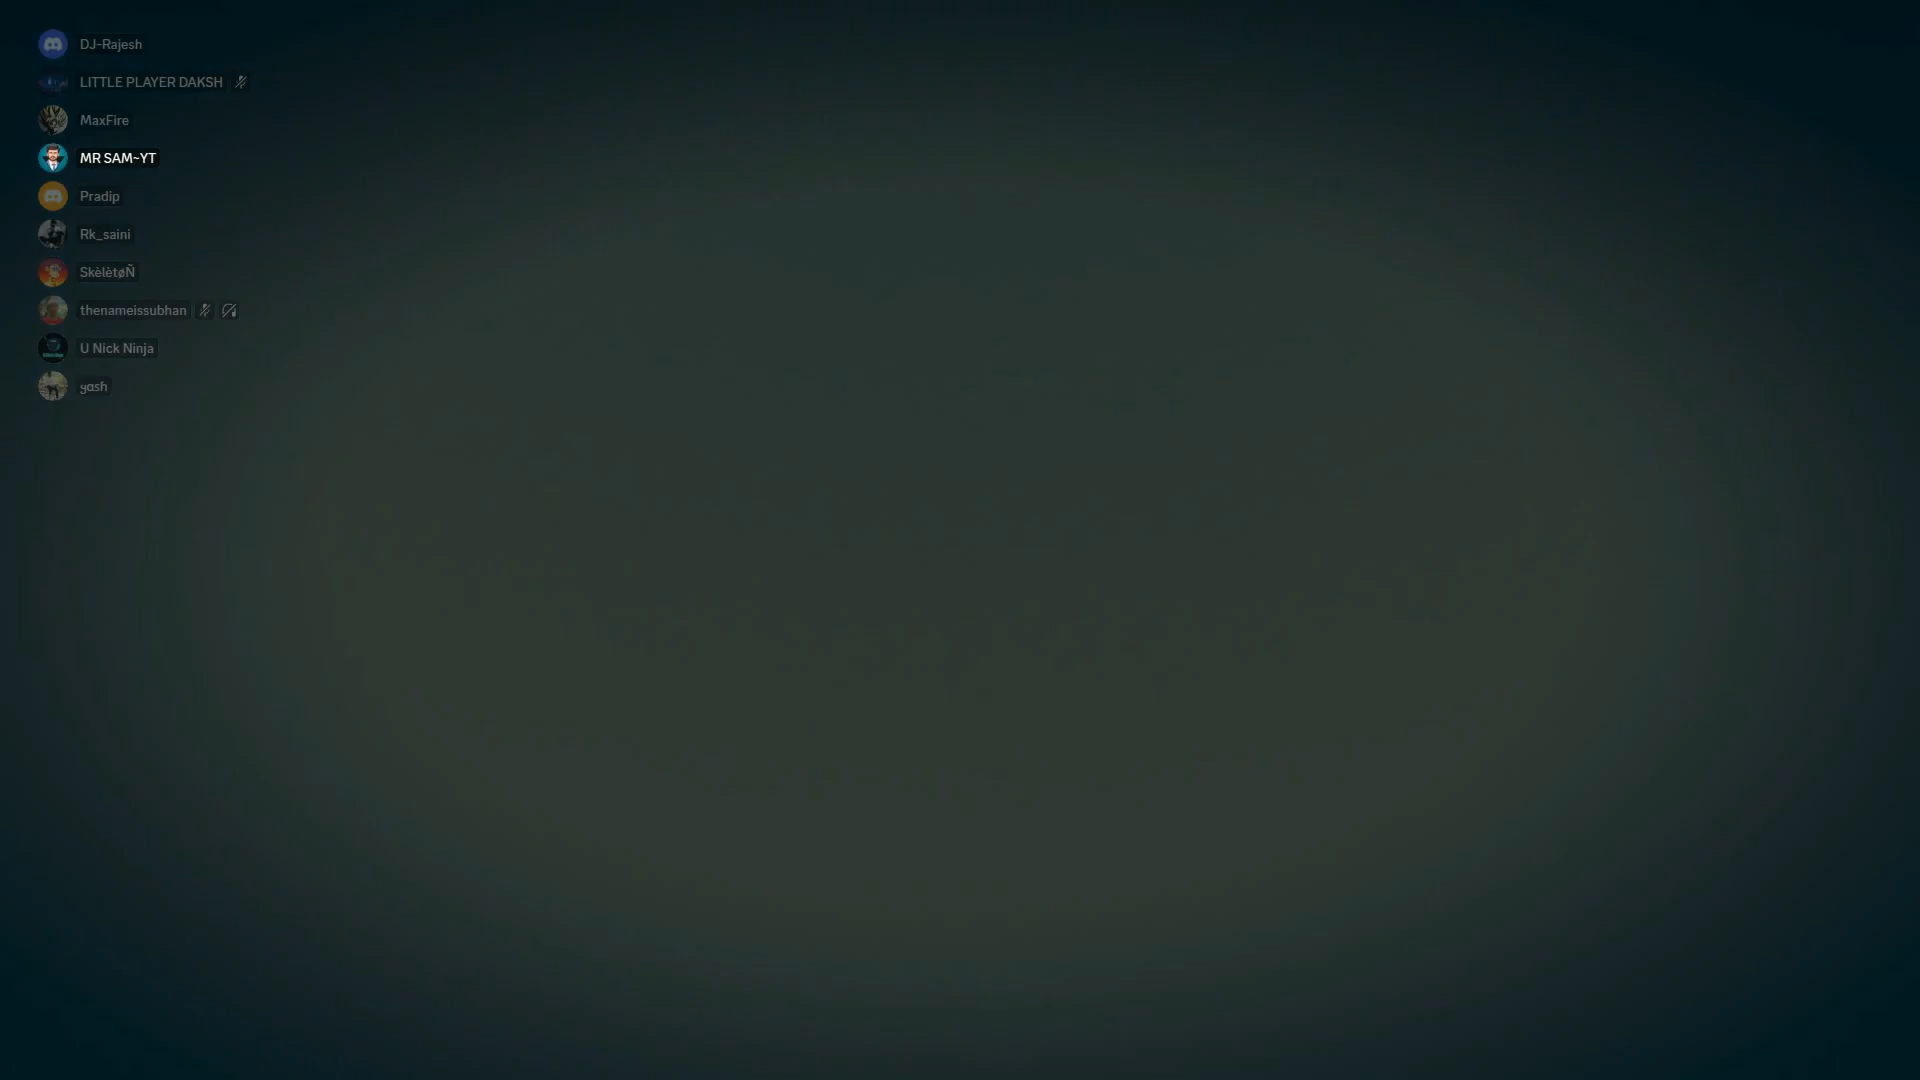 DJ-Rajesh
LITTLE PLAYER DAKSH
MaxFire
MR SAM~YT
Pradip
Rk_saini
SkèlètøÑ
thenameissubhan
U Nick Ninja
yash